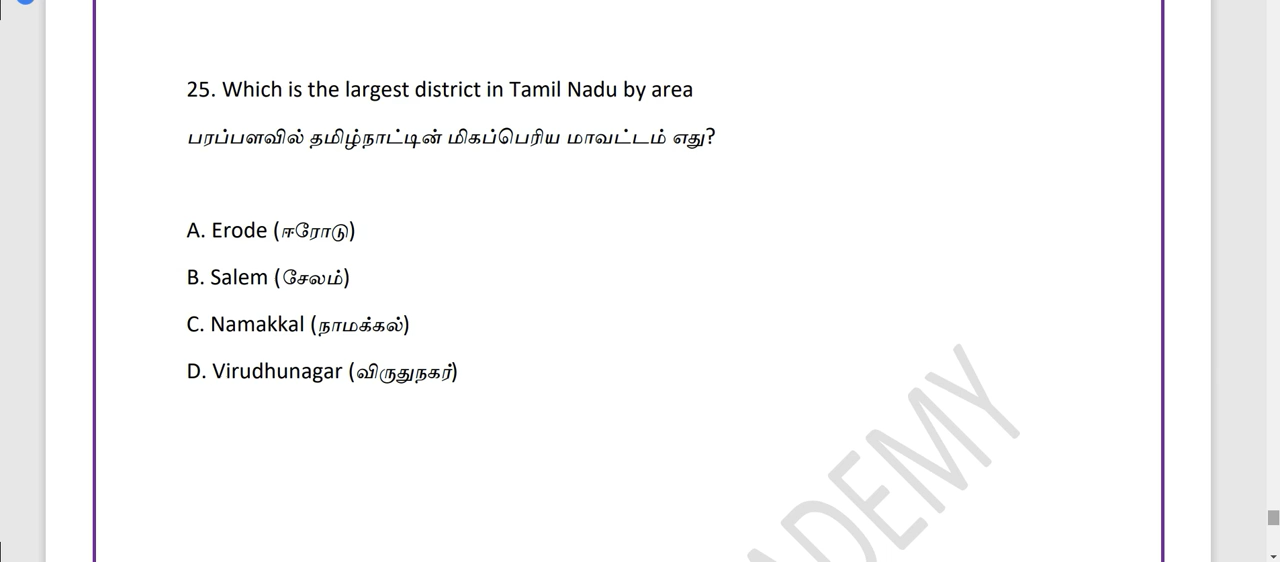 25. Which is the largest district in Tamil Nadu by area
பரப்பளவில் தமிழ்நாட்டின் மிகப்பெரிய மாவட்டம் எது?
A. Erode (ஈரோடு)
B. Salem (சேலம்)
C. Namakkal (நாமக்கல்)
D. Virudhunagar (விருதுநகர்)
ADEMY